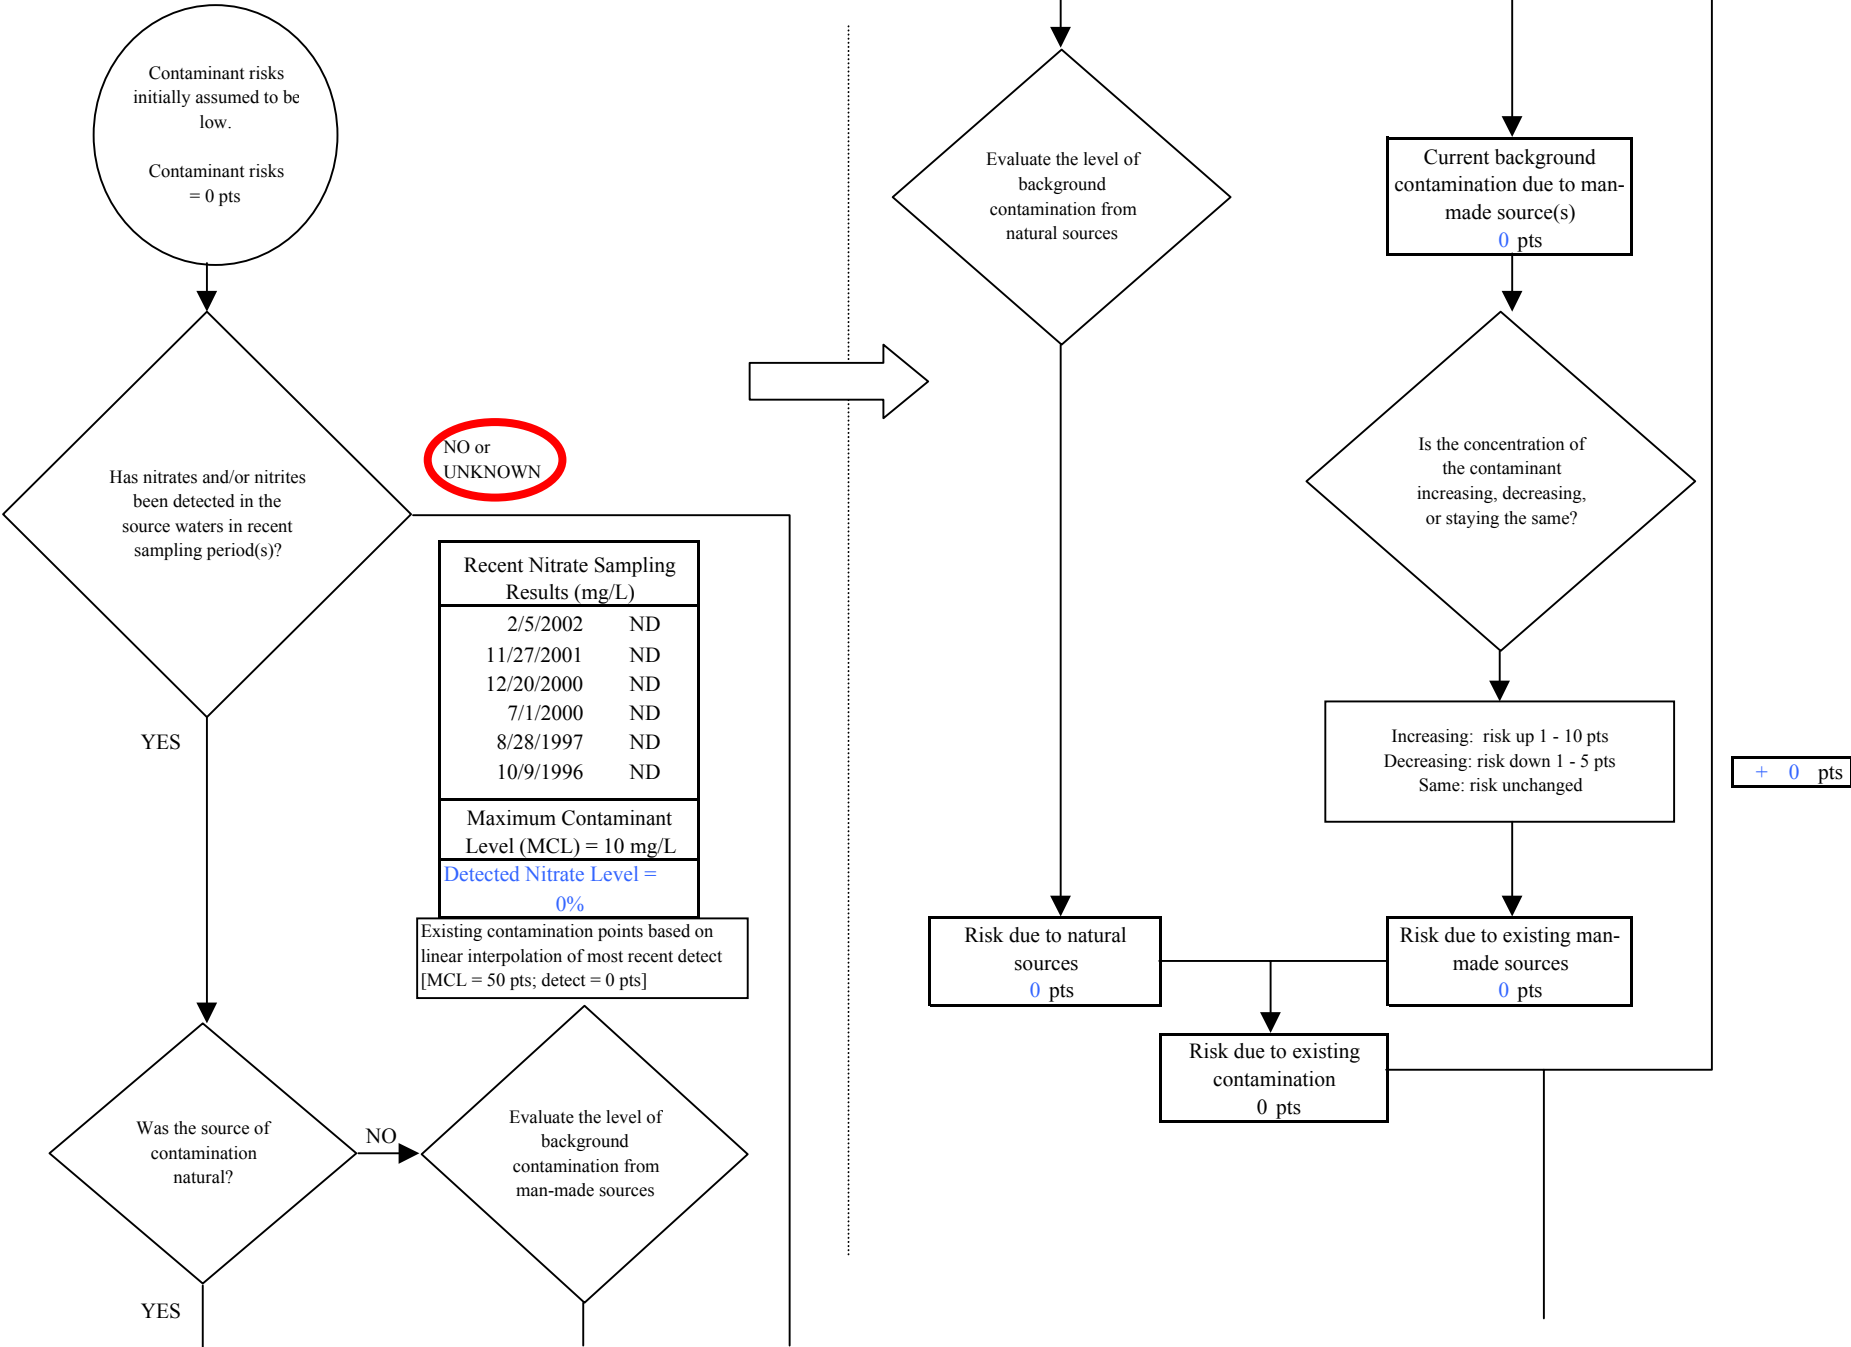 Contaminant risks
initially assumed to be
low.
Contaminant risks
= 0 pts
Has nitrates and/or nitrites
been detected in the
source waters in recent
sampling period(s)?
NO or
UNKNOWN
YES
Recent Nitrate Sampling
Results (mg/L)
2/5/2002 ND
11/27/2001 ND
12/20/2000 ND
7/1/2000 ND
8/28/1997 ND
10/9/1996 ND
Maximum Contaminant
Level (MCL) = 10 mg/L
Detected Nitrate Level =
0%
Existing contamination points based on
linear interpolation of most recent detect
[MCL = 50 pts; detect = 0 pts]
Was the source of
contamination
natural?
NO
YES
Evaluate the level of
background
contamination from
man-made sources
Evaluate the level of
background
contamination from
natural sources
Current background
contamination due to man-
made source(s)
0 pts
Is the concentration of
the contaminant
increasing, decreasing,
or staying the same?
Increasing: risk up 1 - 10 pts
Decreasing: risk down 1 - 5 pts
Same: risk unchanged
+ 0 pts
Risk due to natural
sources
0 pts
Risk due to existing man-
made sources
0 pts
Risk due to existing
contamination
0 pts